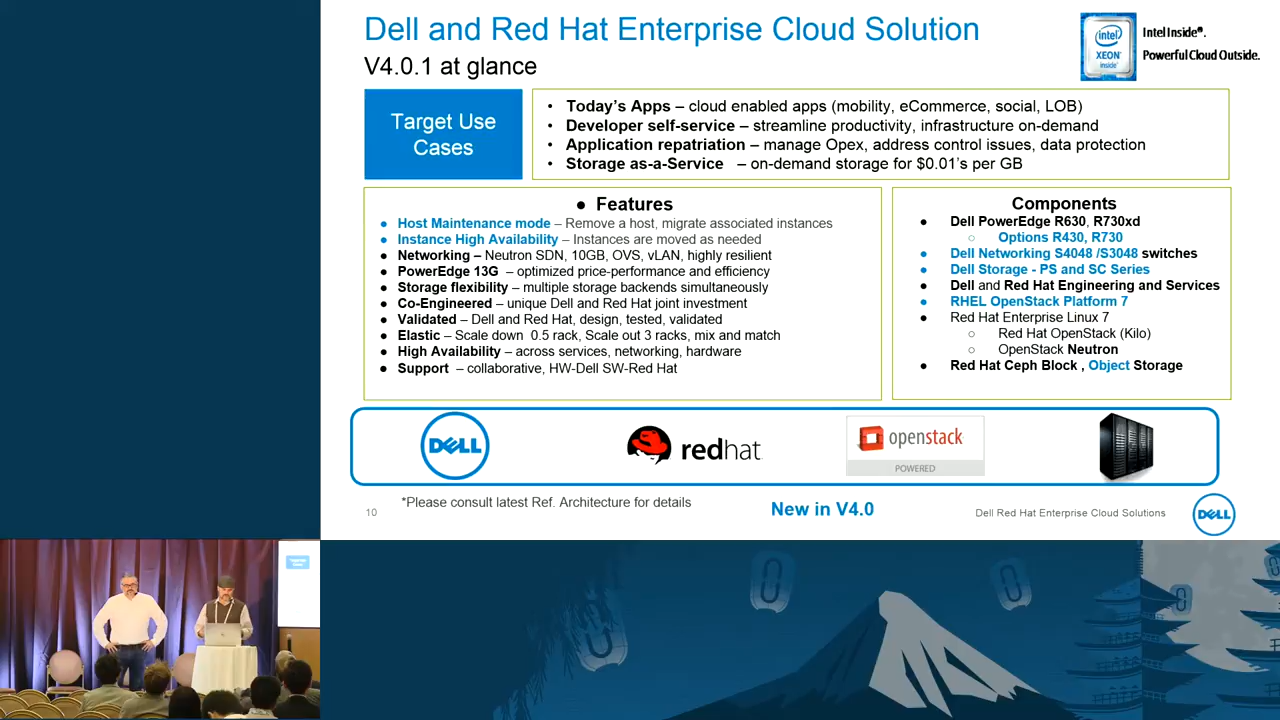 Dell and Red Hat Enterprise Cloud Solution
V4.0.1 at glance
intel
XEON
inside
Intel Inside®.
Powerful Cloud Outside.
Target Use
Cases
• Today's Apps – cloud enabled apps (mobility, eCommerce, social, LOB)
• Developer self-service – streamline productivity, infrastructure on-demand
• Application repatriation – manage Opex, address control issues, data protection
• Storage as-a-Service – on-demand storage for $0.01's per GB
● Features
● Host Maintenance mode – Remove a host, migrate associated instances
● Instance High Availability – Instances are moved as needed
● Networking – Neutron SDN, 10GB, OVS, vLAN, highly resilient
● PowerEdge 13G – optimized price-performance and efficiency
● Storage flexibility – multiple storage backends simultaneously
● Co-Engineered – unique Dell and Red Hat joint investment
● Validated – Dell and Red Hat, design, tested, validated
● Elastic – Scale down 0.5 rack, Scale out 3 racks, mix and match
● High Availability – across services, networking, hardware
● Support – collaborative, HW-Dell SW-Red Hat
Components
● Dell PowerEdge R630, R730xd
○ Options R430, R730
● Dell Networking S4048 /S3048 switches
● Dell Storage - PS and SC Series
● Dell and Red Hat Engineering and Services
● RHEL OpenStack Platform 7
● Red Hat Enterprise Linux 7
○ Red Hat OpenStack (Kilo)
○ OpenStack Neutron
● Red Hat Ceph Block , Object Storage
DELL
redhat
openstack
POWERED
*Please consult latest Ref. Architecture for details
New in V4.0
10
Dell Red Hat Enterprise Cloud Solutions
DELL